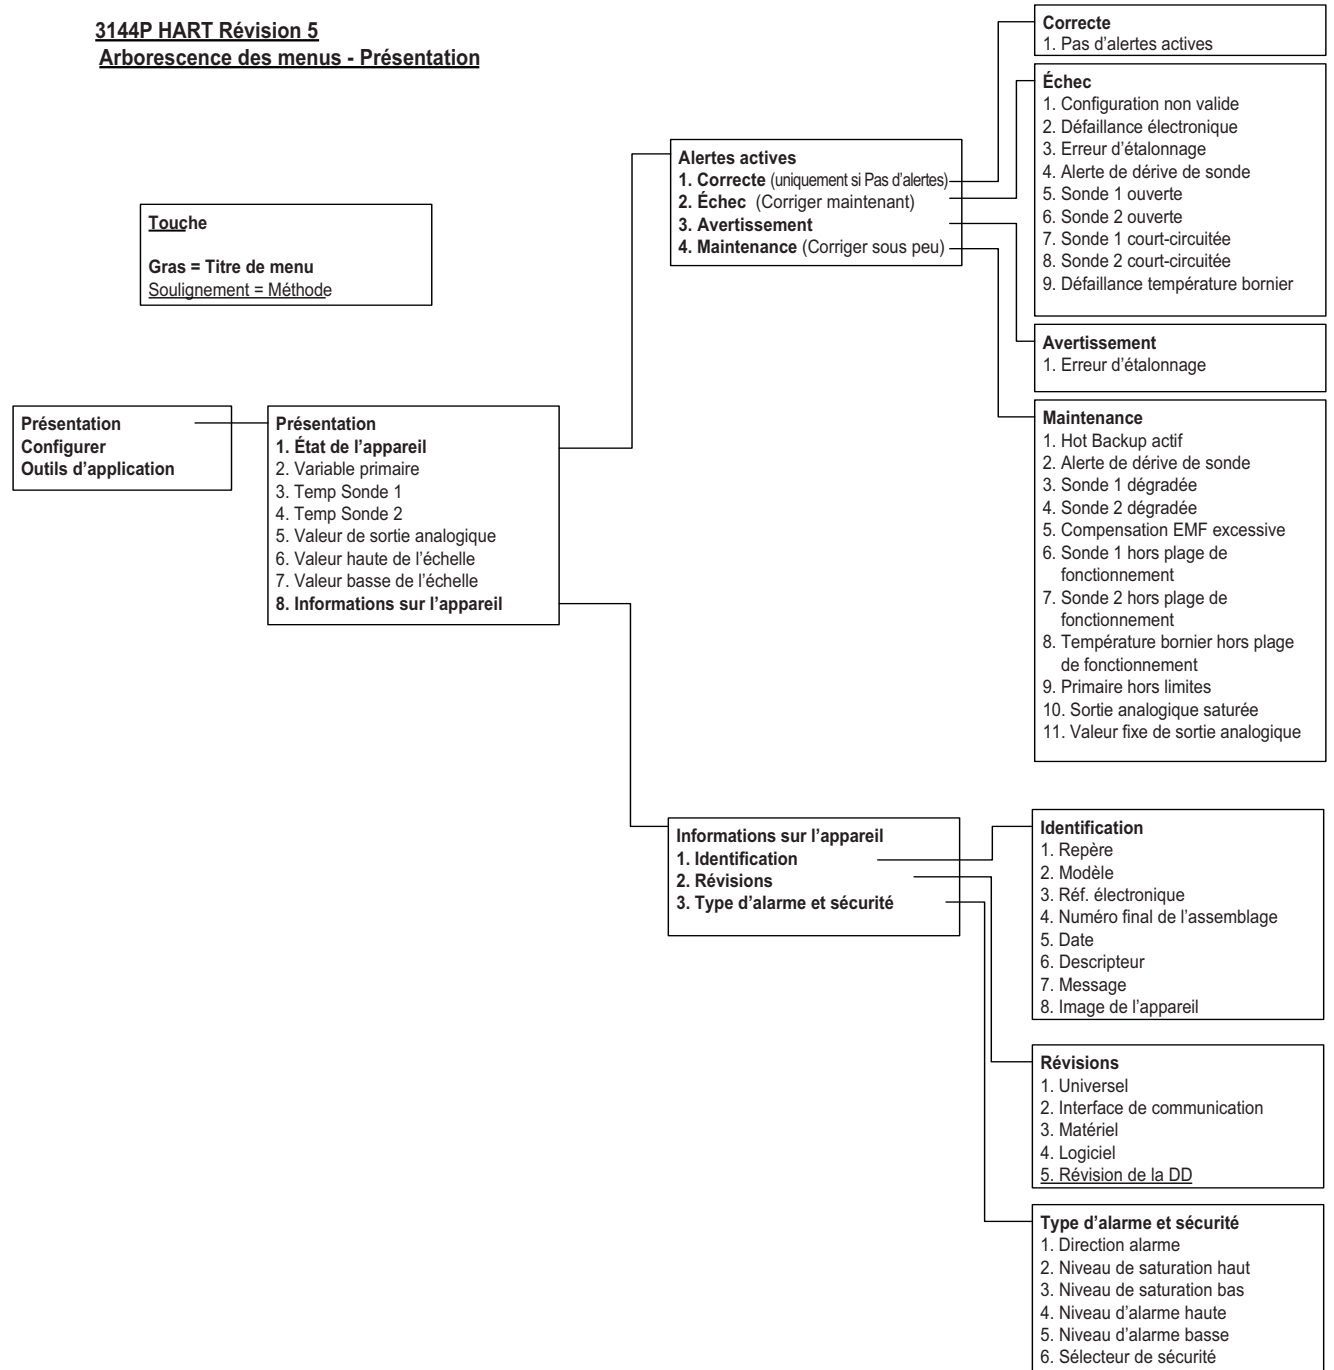 3144P HART Révision 5
Arborescence des menus - Présentation
Touche
Gras = Titre de menu
Soulignement = Méthode
Présentation
Configurer
Outils d'application
Présentation
1. État de l'appareil
2. Variable primaire
3. Temp Sonde 1
4. Temp Sonde 2
5. Valeur de sortie analogique
6. Valeur haute de l'échelle
7. Valeur basse de l'échelle
8. Informations sur l'appareil
Alertes actives
1. Correcte (uniquement si Pas d'alertes)
2. Échec (Corriger maintenant)
3. Avertissement
4. Maintenance (Corriger sous peu)
Correcte
1. Pas d'alertes actives
Échec
1. Configuration non valide
2. Défaillance électronique
3. Erreur d'étalonnage
4. Alerte de dérive de sonde
5. Sonde 1 ouverte
6. Sonde 2 ouverte
7. Sonde 1 court-circuitée
8. Sonde 2 court-circuitée
9. Défaillance température bornier
Avertissement
1. Erreur d'étalonnage
Maintenance
1. Hot Backup actif
2. Alerte de dérive de sonde
3. Sonde 1 dégradée
4. Sonde 2 dégradée
5. Compensation EMF excessive
6. Sonde 1 hors plage de
fonctionnement
7. Sonde 2 hors plage de
fonctionnement
8. Température bornier hors plage
de fonctionnement
9. Primaire hors limites
10. Sortie analogique saturée
11. Valeur fixe de sortie analogique
Informations sur l'appareil
1. Identification
2. Révisions
3. Type d'alarme et sécurité
Identification
1. Repère
2. Modèle
3. Réf. électronique
4. Numéro final de l'assemblage
5. Date
6. Descripteur
7. Message
8. Image de l'appareil
Révisions
1. Universel
2. Interface de communication
3. Matériel
4. Logiciel
5. Révision de la DD
Type d'alarme et sécurité
1. Direction alarme
2. Niveau de saturation haut
3. Niveau de saturation bas
4. Niveau d'alarme haute
5. Niveau d'alarme basse
6. Sélecteur de sécurité